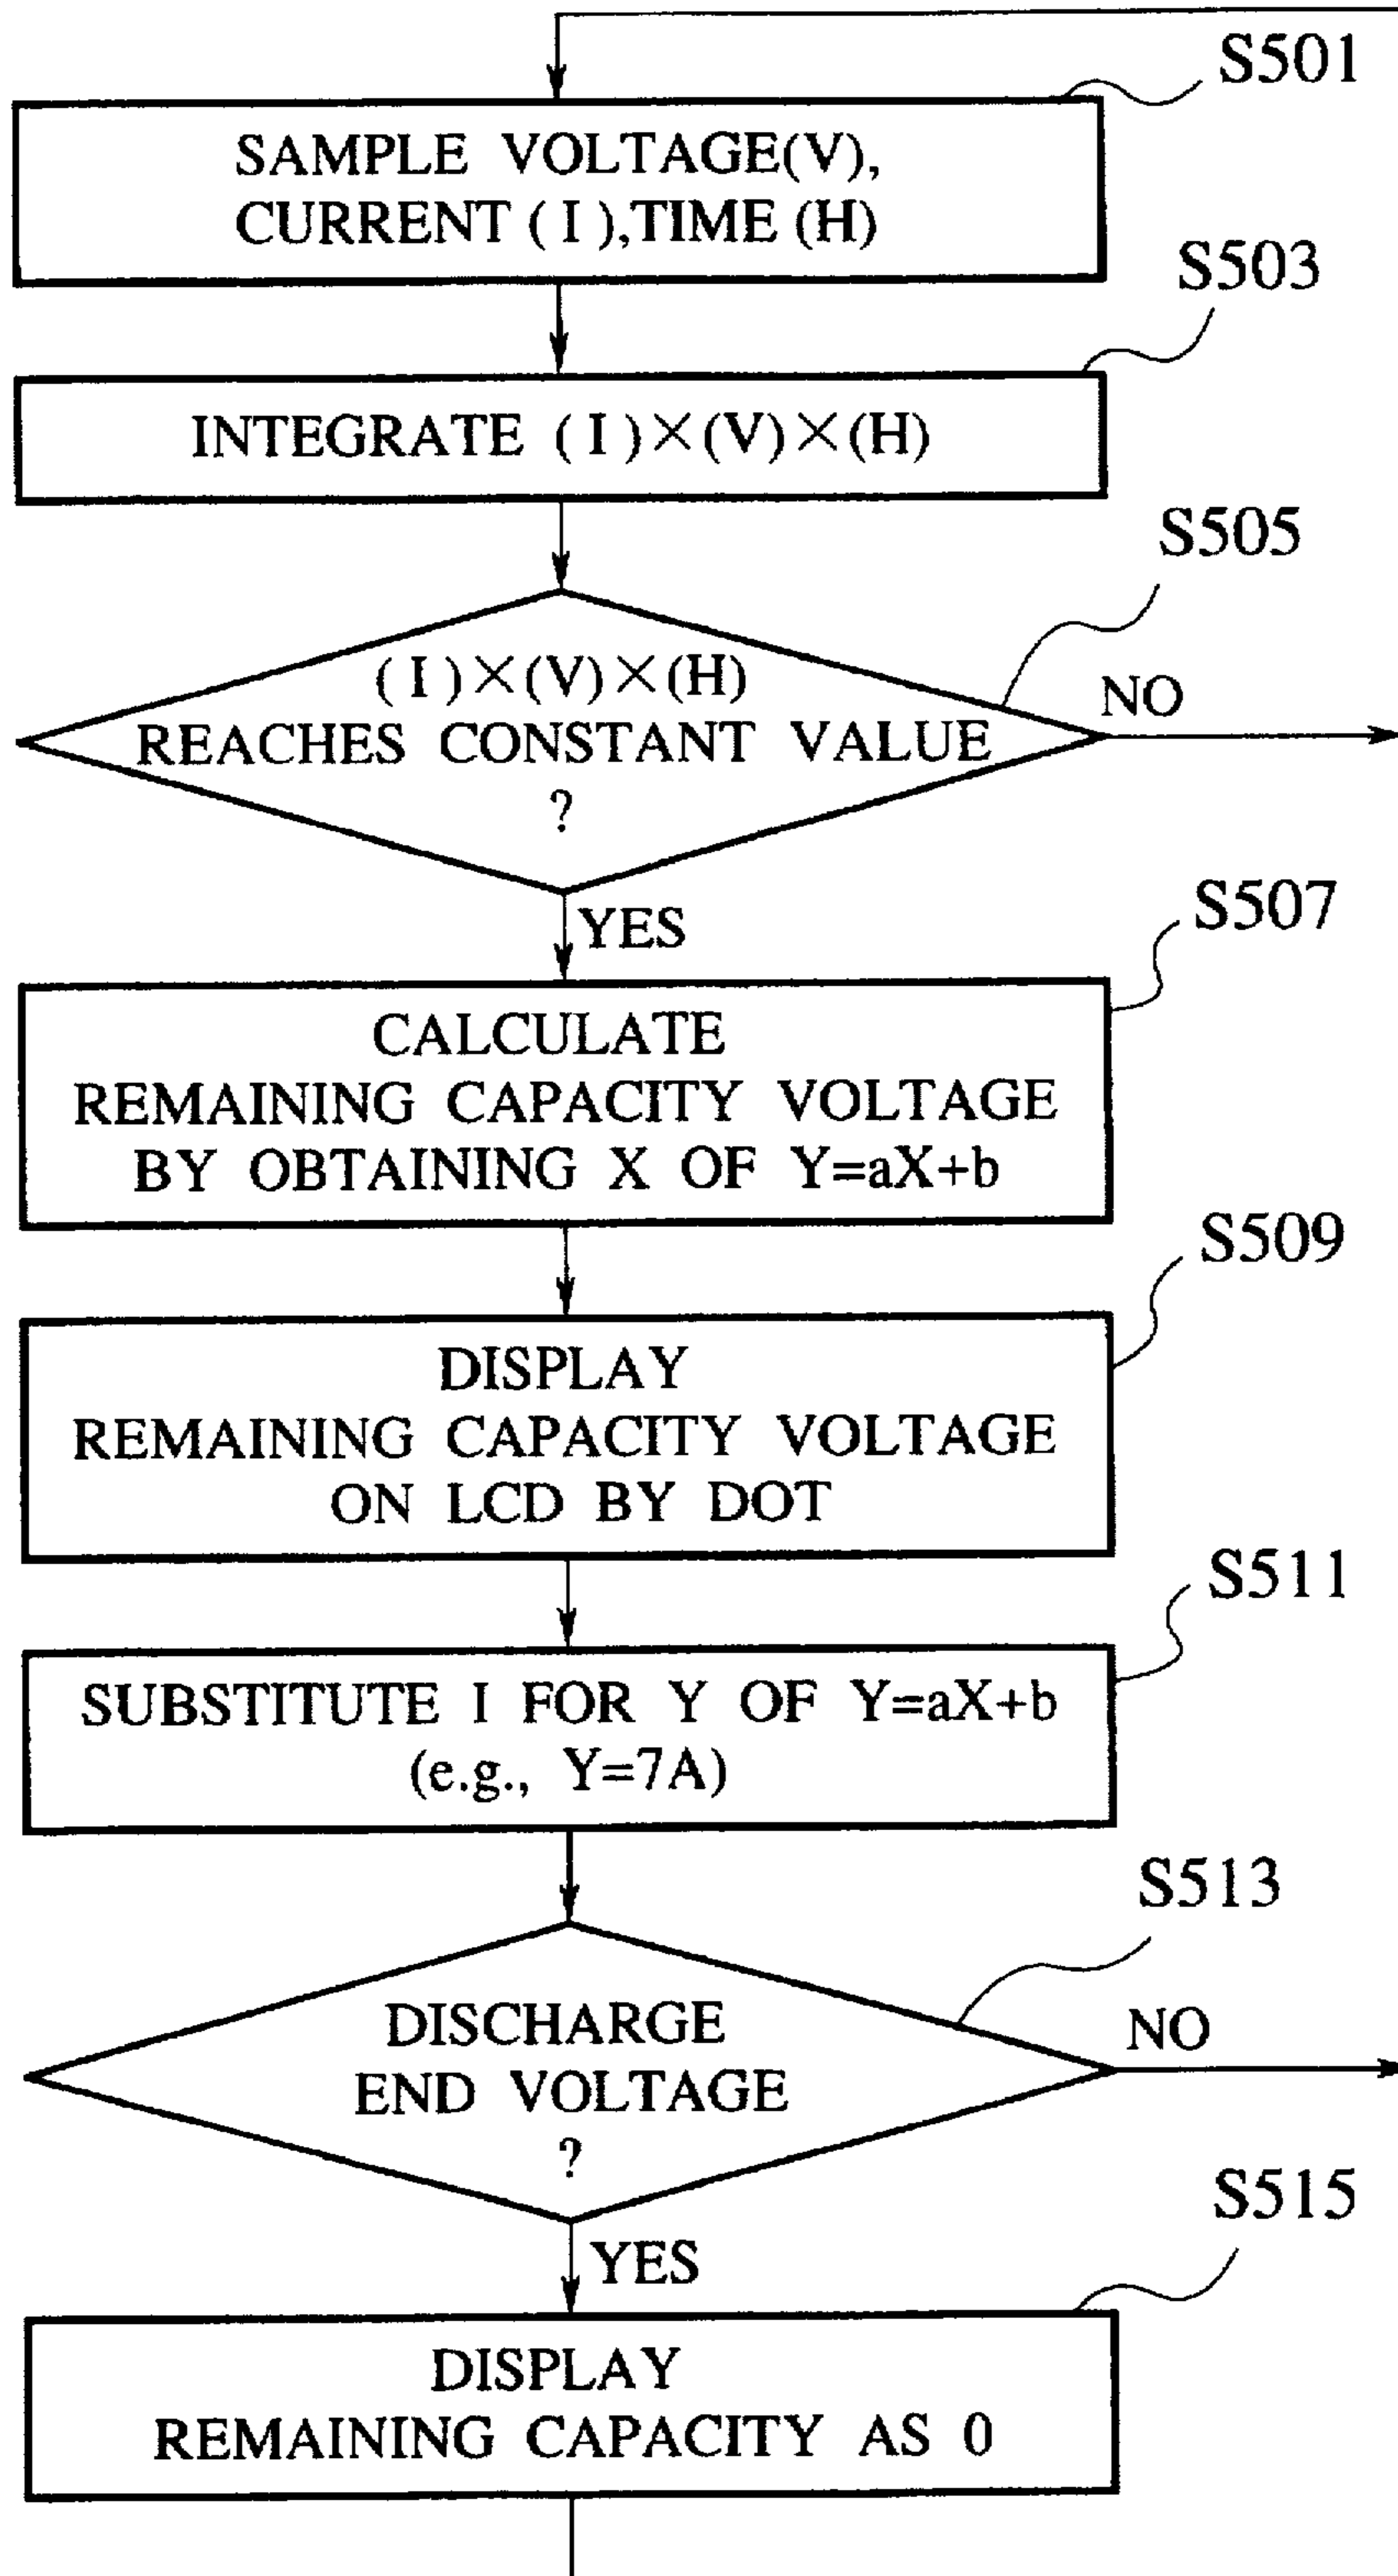 S501
SAMPLE VOLTAGE(V),
CURRENT ( I ),TIME (H)
S503
INTEGRATE ( I )×(V)×(H)
S505
( I )×(V)×(H)
REACHES CONSTANT VALUE
?
NO
YES
S507
CALCULATE
REMAINING CAPACITY VOLTAGE
BY OBTAINING X OF Y=aX+b
S509
DISPLAY
REMAINING CAPACITY VOLTAGE
ON LCD BY DOT
S511
SUBSTITUTE I FOR Y OF Y=aX+b
(e.g., Y=7A)
S513
DISCHARGE
END VOLTAGE
?
NO
YES
S515
DISPLAY
REMAINING CAPACITY AS 0